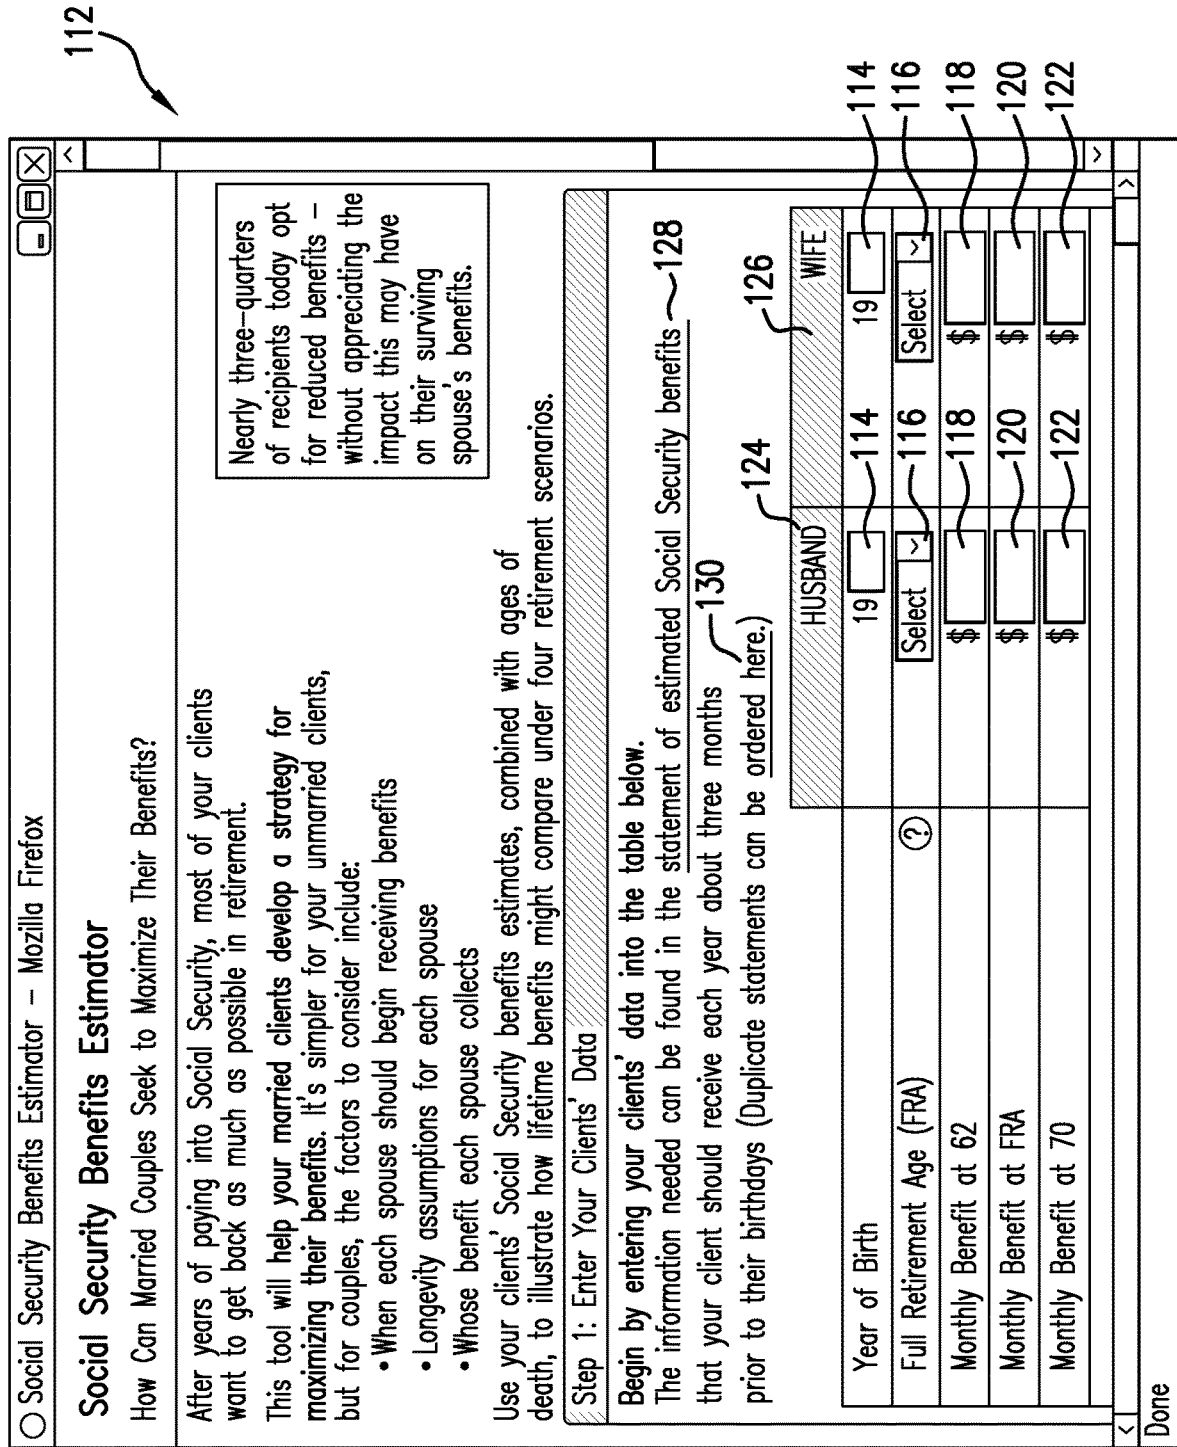 112
Social Security Benefits Estimator – Mozilla Firefox
Social Security Benefits Estimator
How Can Married Couples Seek to Maximize Their Benefits?
After years of paying into Social Security, most of your clients
want to get back as much as possible in retirement.
This tool will help your married clients develop a strategy for
maximizing their benefits. It's simpler for your unmarried clients,
but for couples, the factors to consider include:
• When each spouse should begin receiving benefits
• Longevity assumptions for each spouse
• Whose benefit each spouse collects
Nearly three-quarters
of recipients today opt
for reduced benefits –
without appreciating the
impact this may have
on their surviving
spouse's benefits.
Use your clients' Social Security benefits estimates, combined with ages of
death, to illustrate how lifetime benefits might compare under four retirement scenarios.
Step 1: Enter Your Clients' Data
Begin by entering your clients' data into the table below.
The information needed can be found in the statement of estimated Social Security benefits 128
that your client should receive each year about three months 130
prior to their birthdays (Duplicate statements can be ordered here.) 124 126
HUSBAND WIFE
Year of Birth 19 114 19 114
Full Retirement Age (FRA) ? Select 116 Select 116
Monthly Benefit at 62 $ 118 $ 118
Monthly Benefit at FRA $ 120 $ 120
Monthly Benefit at 70 $ 122 $ 122
Done